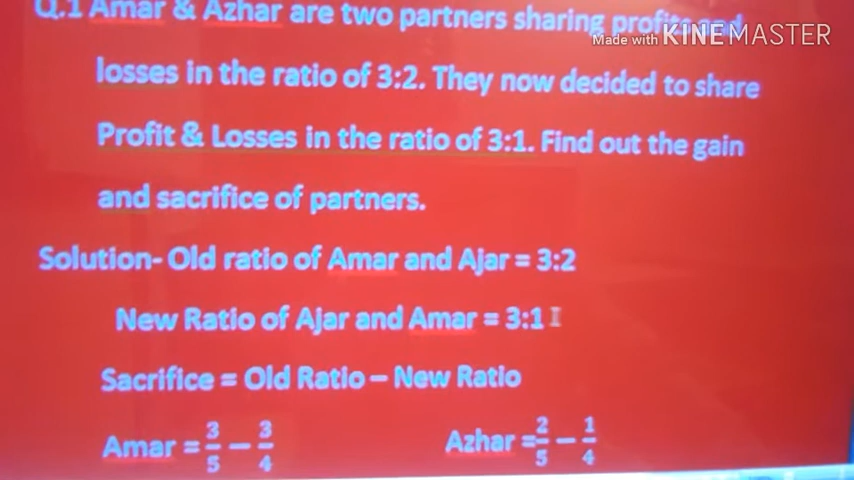 Q.1 Amar & Azhar are two partners sharing profits and
Made with KINEMASTER
losses in the ratio of 3:2. They now decided to share
Profit & Losses in the ratio of 3:1. Find out the gain
and sacrifice of partners.
Solution- Old ratio of Amar and Ajar = 3:2
New Ratio of Ajar and Amar = 3:1
Sacrifice = Old Ratio – New Ratio
Amar = 3/5 − 3/4 Azhar = 2/5 − 1/4